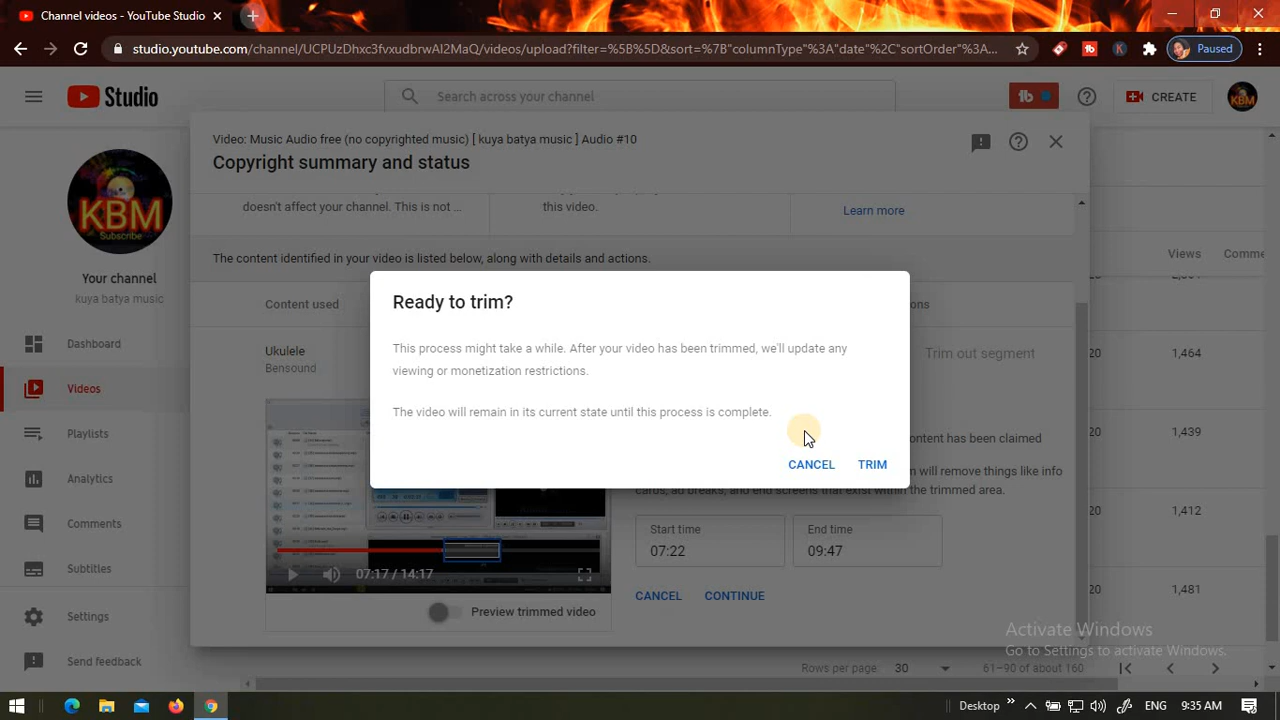 Channel videos - YouTube Studio
studio.youtube.com/channel/UCPUzDhxc3fvxudbrwAl2MaQ/videos/upload?filter=%5B%5D&sort=%7B"columnType"%3A"date"%2C"sortOrder"%3A...
Paused
Studio
Search across your channel
CREATE
KBM
Video: Music Audio free (no copyrighted music) [ kuya batya music ] Audio #10
Copyright summary and status
KBM
Subscribe
doesn't affect your channel. This is not ...
this video.
Learn more
The content identified in your video is listed below, along with details and actions.
Views
Comme
Your channel
kuya batya music
Content used
Ready to trim?
This process might take a while. After your video has been trimmed, we'll update any
viewing or monetization restrictions.
The video will remain in its current state until this process is complete.
CANCEL
TRIM
Dashboard
Videos
Playlists
Analytics
Comments
Subtitles
Settings
Send feedback
Ukulele
Bensound
Trim out segment
20
1,464
20
1,439
ontent has been claimed
m will remove things like info
cards, ad breaks, and end screens that exist within the trimmed area.
20
1,412
Start time
07:22
End time
09:47
07:17 / 14:17
CANCEL
CONTINUE
Preview trimmed video
20
1,481
Activate Windows
Go to Settings to activate Windows.
Rows per page:
30
61–90 of about 160
Desktop
ENG
9:35 AM